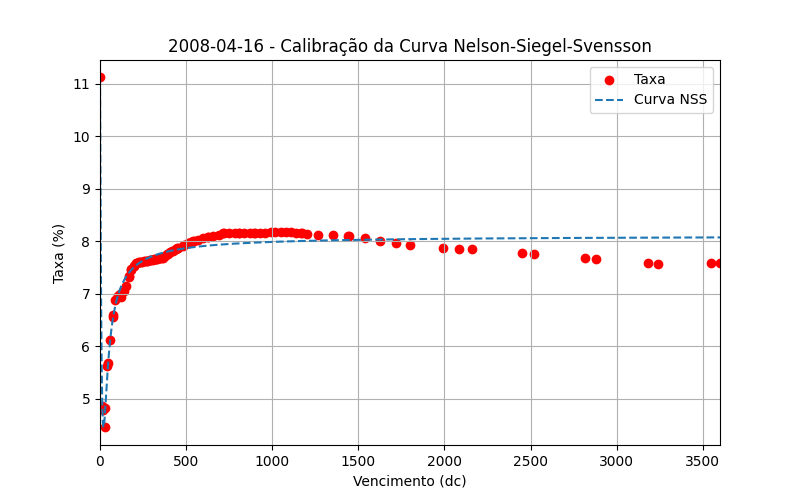 2008-04-16 - Calibração da Curva Nelson-Siegel-Svensson
Taxa
Curva NSS
Taxa (%)
11
10
9
8
7
6
5
0 500 1000 1500 2000 2500 3000 3500
Vencimento (dc)